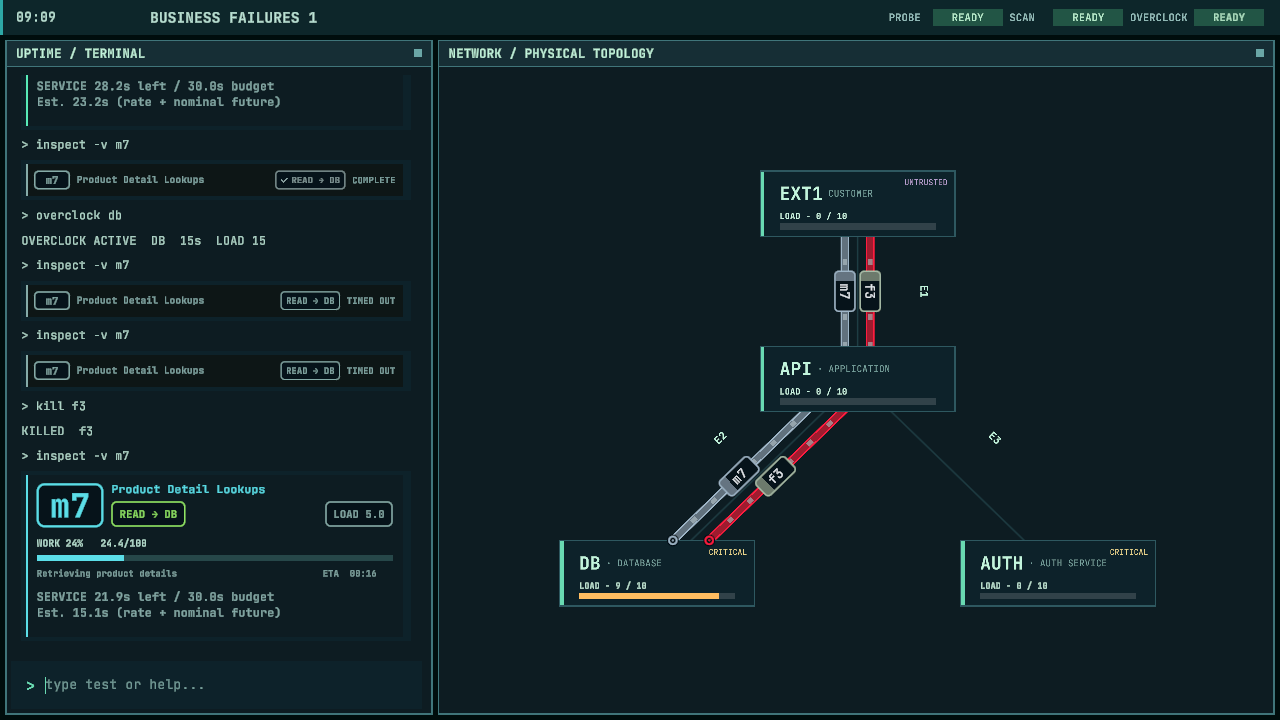 09:09
BUSINESS FAILURES 1
PROBE READY SCAN READY OVERCLOCK READY
UPTIME / TERMINAL
SERVICE 28.2s left / 30.0s budget
Est. 23.2s (rate + nominal future)
> inspect -v m7
m7 Product Detail Lookups ✓ READ → DB COMPLETE
> overclock db
OVERCLOCK ACTIVE DB 15s LOAD 15
> inspect -v m7
m7 Product Detail Lookups READ → DB TIMED OUT
> inspect -v m7
m7 Product Detail Lookups READ → DB TIMED OUT
> kill f3
KILLED f3
> inspect -v m7
m7 Product Detail Lookups
READ → DB LOAD 5.0
WORK 24% 24.4/100
Retrieving product details ETA 00:16
SERVICE 21.9s left / 30.0s budget
Est. 15.1s (rate + nominal future)
> type test or help...
NETWORK / PHYSICAL TOPOLOGY
UNTRUSTED
EXT1 CUSTOMER
LOAD - 0 / 10
m7
f3
E1
API · APPLICATION
LOAD - 0 / 10
E2
E3
m7
f3
CRITICAL
DB · DATABASE
LOAD - 9 / 10
CRITICAL
AUTH · AUTH SERVICE
LOAD - 0 / 10